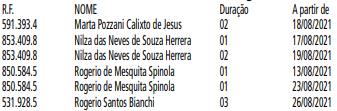 R.F. NOME Duração A partir de
591.393.4 Marta Pozzani Calixto de Jesus 02 18/08/2021
853.409.8 Nilza das Neves de Souza Herrera 01 17/08/2021
853.409.8 Nilza das Neves de Souza Herrera 02 19/08/2021
850.584.5 Rogerio de Mesquita Spinola 01 13/08/2021
850.584.5 Rogerio de Mesquita Spinola 01 23/08/2021
531.928.5 Rogerio Santos Bianchi 03 26/08/2021